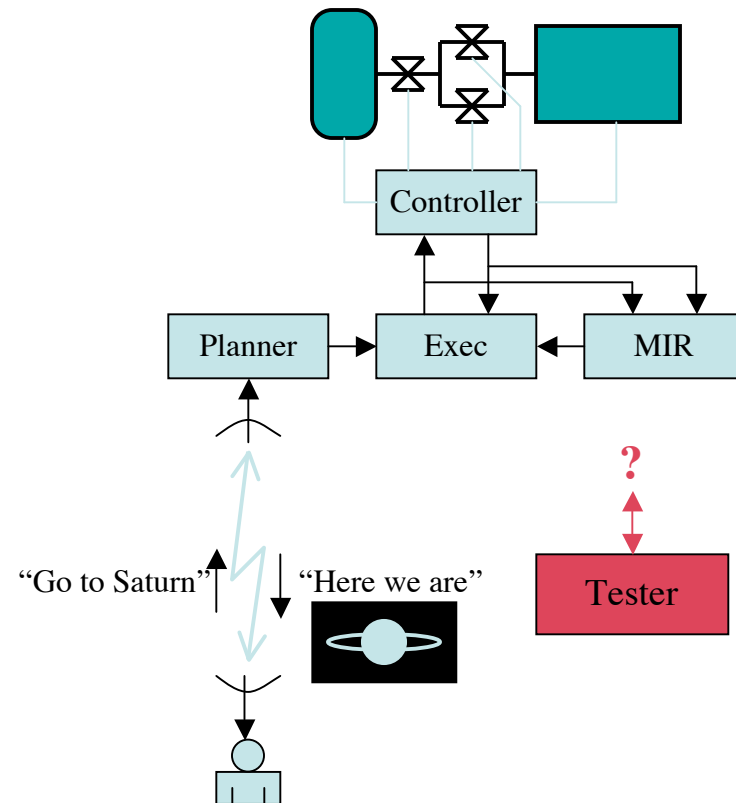 Controller
Planner
Exec
MIR
?
“Go to Saturn”
“Here we are”
Tester